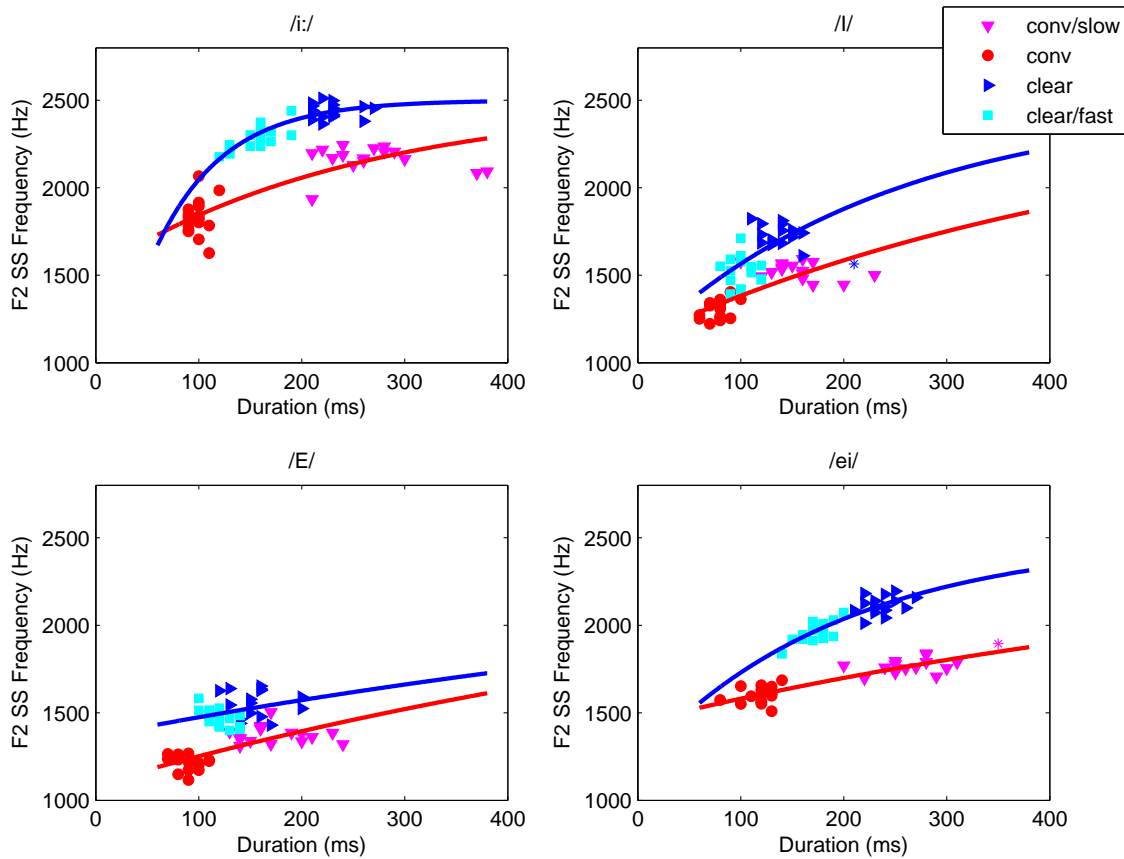 /i:/
/I/
conv/slow
conv
clear
clear/fast
2500
2000
1500
1000
F2 SS Frequency (Hz)
0 100 200 300 400
Duration (ms)
2500
2000
1500
1000
F2 SS Frequency (Hz)
0 100 200 300 400
Duration (ms)
/E/
/ei/
2500
2000
1500
1000
F2 SS Frequency (Hz)
0 100 200 300 400
Duration (ms)
2500
2000
1500
1000
F2 SS Frequency (Hz)
0 100 200 300 400
Duration (ms)